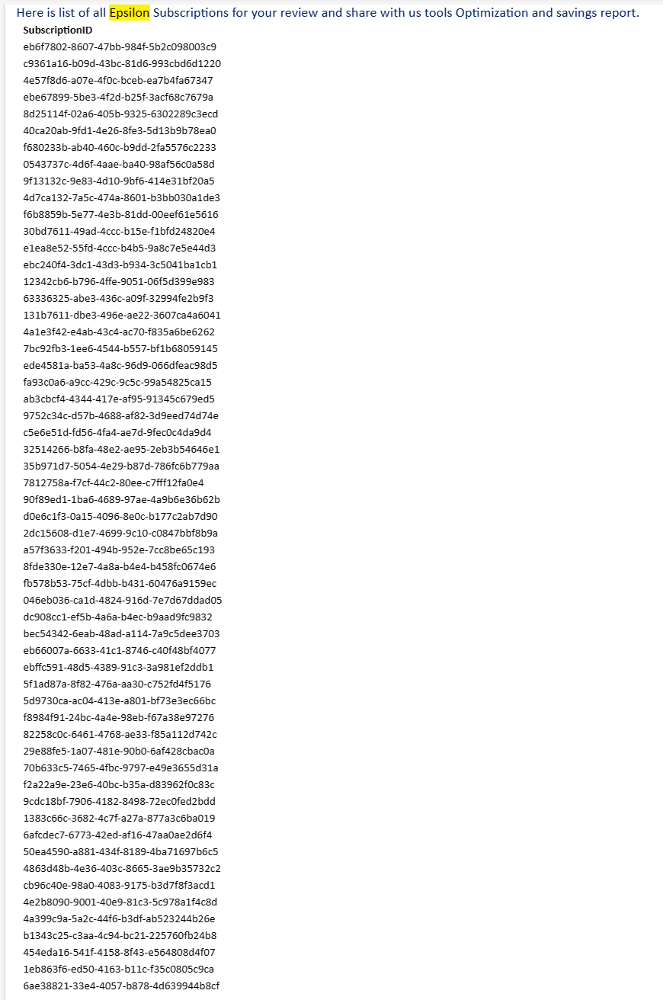 Here is list of all Epsilon Subscriptions for your review and share with us tools Optimization and savings report.
SubscriptionID
eb6f7802-8607-47bb-984f-5b2c098003c9
c9361a16-b09d-43bc-81d6-993cbd6d1220
4e57f8d6-a07e-4f0c-bceb-ea7b4fa67347
ebe67899-5be3-4f2d-b25f-3acf68c7679a
8d25114f-02a6-405b-9325-6302289c3ecd
40ca20ab-9fd1-4e26-8fe3-5d13b9b78ea0
f680233b-ab40-460c-b9dd-2fa5576c2233
0543737c-4d6f-4aae-ba40-98af56c0a58d
9f13132c-9e83-4d10-9bf6-414e31bf20a5
4d7ca132-7a5c-474a-8601-b3bb030a1de3
f6b8859b-5e77-4e3b-81dd-00eef61e5616
30bd7611-49ad-4ccc-b15e-f1bfd24820e4
e1ea8e52-55fd-4ccc-b4b5-9a8c7e5e44d3
ebc240f4-3dc1-43d3-b934-3c5041ba1cb1
12342cb6-b796-4ffe-9051-06f5d399e983
63336325-abe3-436c-a09f-32994fe2b9f3
131b7611-dbe3-496e-ae22-3607ca4a6041
4a1e3f42-e4ab-43c4-ac70-f835a6be6262
7bc92fb3-1ee6-4544-b557-bf1b68059145
ede4581a-ba53-4a8c-96d9-066dfeac98d5
fa93c0a6-a9cc-429c-9c5c-99a54825ca15
ab3cbcf4-4344-417e-af95-91345c679ed5
9752c34c-d57b-4688-af82-3d9eed74d74e
c5e6e51d-fd56-4fa4-ae7d-9fec0c4da9d4
32514266-b8fa-48e2-ae95-2eb3b54646e1
35b971d7-5054-4e29-b87d-786fc6b779aa
7812758a-f7cf-44c2-80ee-c7fff12fa0e4
90f89ed1-1ba6-4689-97ae-4a9b6e36b62b
d0e6c1f3-0a15-4096-8e0c-b177c2ab7d90
2dc15608-d1e7-4699-9c10-c0847bbf8b9a
a57f3633-f201-494b-952e-7cc8be65c193
8fde330e-12e7-4a8a-b4e4-b458fc0674e6
fb578b53-75cf-4dbb-b431-60476a9159ec
046eb036-ca1d-4824-916d-7e7d67ddad05
dc908cc1-ef5b-4a6a-b4ec-b9aad9fc9832
bec54342-6eab-48ad-a114-7a9c5dee3703
eb66007a-6633-41c1-8746-c40f48bf4077
ebffc591-48d5-4389-91c3-3a981ef2ddb1
5f1ad87a-8f82-476a-aa30-c752fd4f5176
5d9730ca-ac04-413e-a801-bf73e3ec66bc
f8984f91-24bc-4a4e-98eb-f67a38e97276
82258c0c-6461-4768-ae33-f85a112d742c
29e88fe5-1a07-481e-90b0-6af428cbac0a
70b633c5-7465-4fbc-9797-e49e3655d31a
f2a22a9e-23e6-40bc-b35a-d83962f0c83c
9cdc18bf-7906-4182-8498-72ec0fed2bdd
1383c66c-3682-4c7f-a27a-877a3c6ba019
6afcdec7-6773-42ed-af16-47aa0ae2d6f4
50ea4590-a881-434f-8189-4ba71697b6c5
4863d48b-4e36-403c-8665-3ae9b35732c2
cb96c40e-98a0-4083-9175-b3d7f8f3acd1
4e2b8090-9001-40e9-81c3-5c978a1f4c8d
4a399c9a-5a2c-44f6-b3df-ab523244b26e
b1343c25-c3aa-4c94-bc21-225760fb24b8
454eda16-541f-4158-8f43-e564808d4f07
1eb863f6-ed50-4163-b11c-f35c0805c9ca
6ae38821-33e4-4057-b878-4d639944b8cf